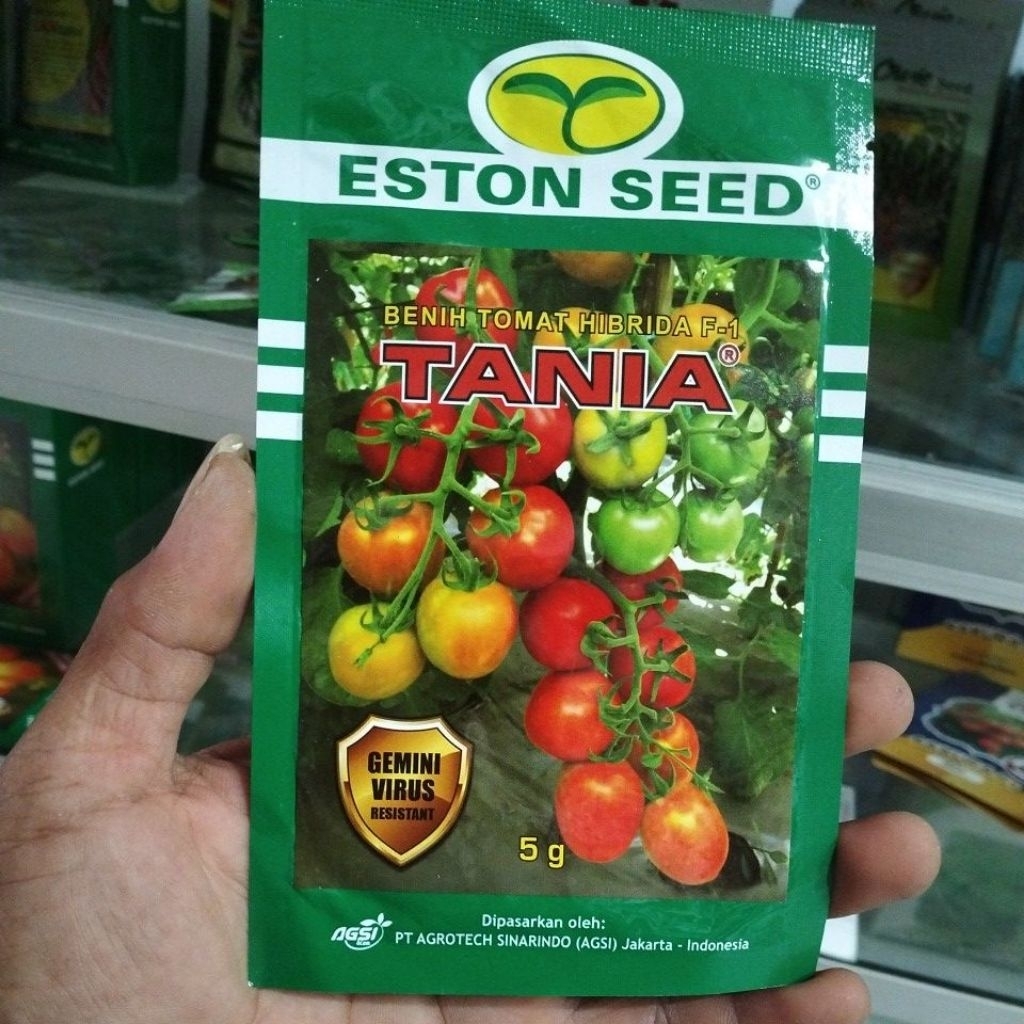 ESTON SEED®
BENIH TOMAT HIBRIDA F-1
TANIA®
GEMINI
VIRUS
RESISTANT
5 g
AGSI
Dipasarkan oleh:
PT AGROTECH SINARINDO (AGSI) Jakarta - Indonesia